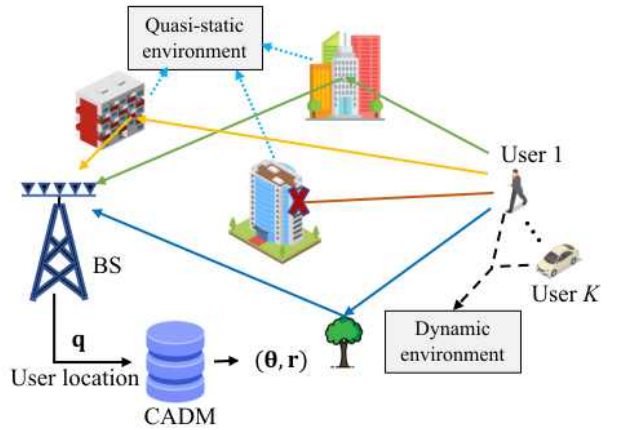 Quasi-static
environment
User 1
BS
User K
q
User location
(θ, r)
Dynamic
environment
CADM